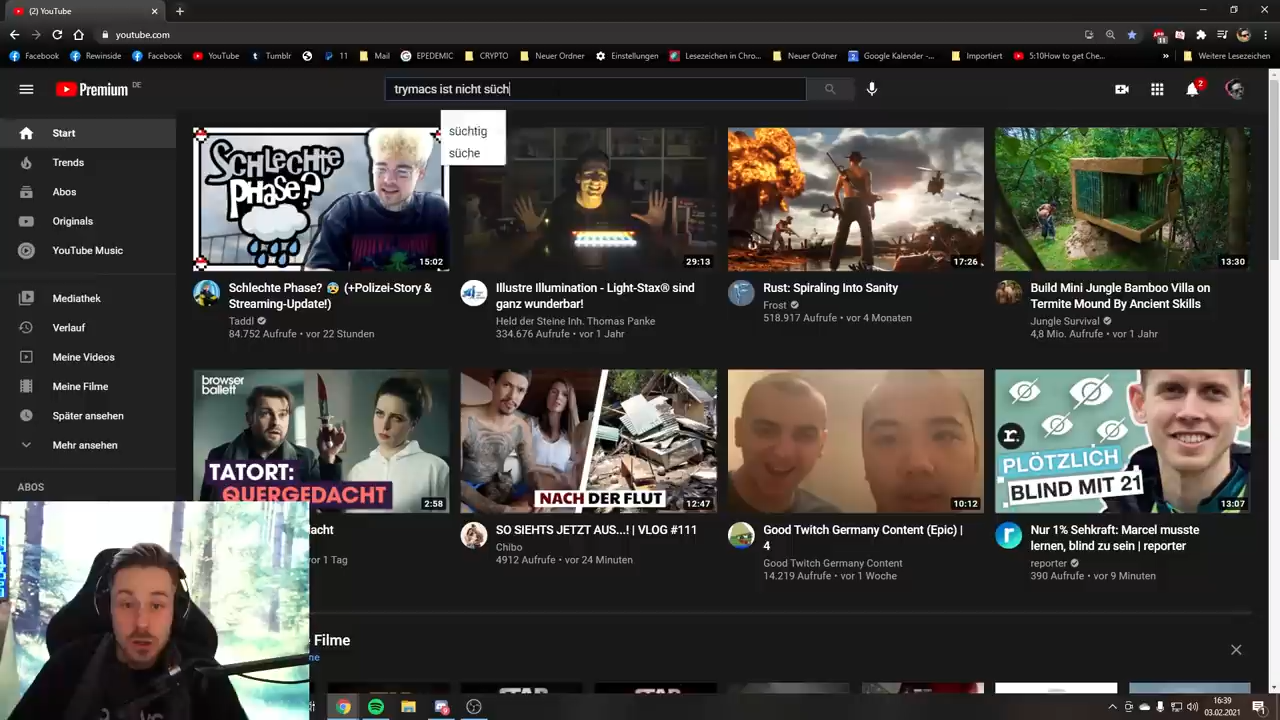 (2) YouTube
youtube.com
Facebook
Rewinside
Facebook
YouTube
Tumblr
11
Mail
EPEDEMIC
CRYPTO
Neuer Ordner
Einstellungen
Lesezeichen in Chro...
Neuer Ordner
Google Kalender -...
Importiert
5:10How to get Che...
»
Weitere Lesezeichen
Premium DE
trymacs ist nicht süch
2
süchtig
süche
Start
Trends
Abos
Originals
YouTube Music
Mediathek
Verlauf
Meine Videos
Meine Filme
Später ansehen
Mehr ansehen
ABOS
SCHLECHTE
PHASE?
15:02
Schlechte Phase? 😰 (+Polizei-Story &
Streaming-Update!)
Taddl
84.752 Aufrufe • vor 22 Stunden
29:13
Illustre Illumination - Light-Stax® sind
ganz wunderbar!
Held der Steine Inh. Thomas Panke
334.676 Aufrufe • vor 1 Jahr
17:26
Rust: Spiraling Into Sanity
Frost
518.917 Aufrufe • vor 4 Monaten
13:30
Build Mini Jungle Bamboo Villa on
Termite Mound By Ancient Skills
Jungle Survival
4,8 Mio. Aufrufe • vor 1 Jahr
browser
ballett
TATORT:
QUERGEDACHT
2:58
acht
vor 1 Tag
NACH DER FLUT
12:47
SO SIEHTS JETZT AUS...! | VLOG #111
Chibo
4912 Aufrufe • vor 24 Minuten
10:12
Good Twitch Germany Content (Epic) |
4
Good Twitch Germany Content
14.219 Aufrufe • vor 1 Woche
r.
PLÖTZLICH
BLIND MIT 21
13:07
Nur 1% Sehkraft: Marcel musste
lernen, blind zu sein | reporter
reporter
390 Aufrufe • vor 9 Minuten
Filme
ne
16:39
03.02.2021